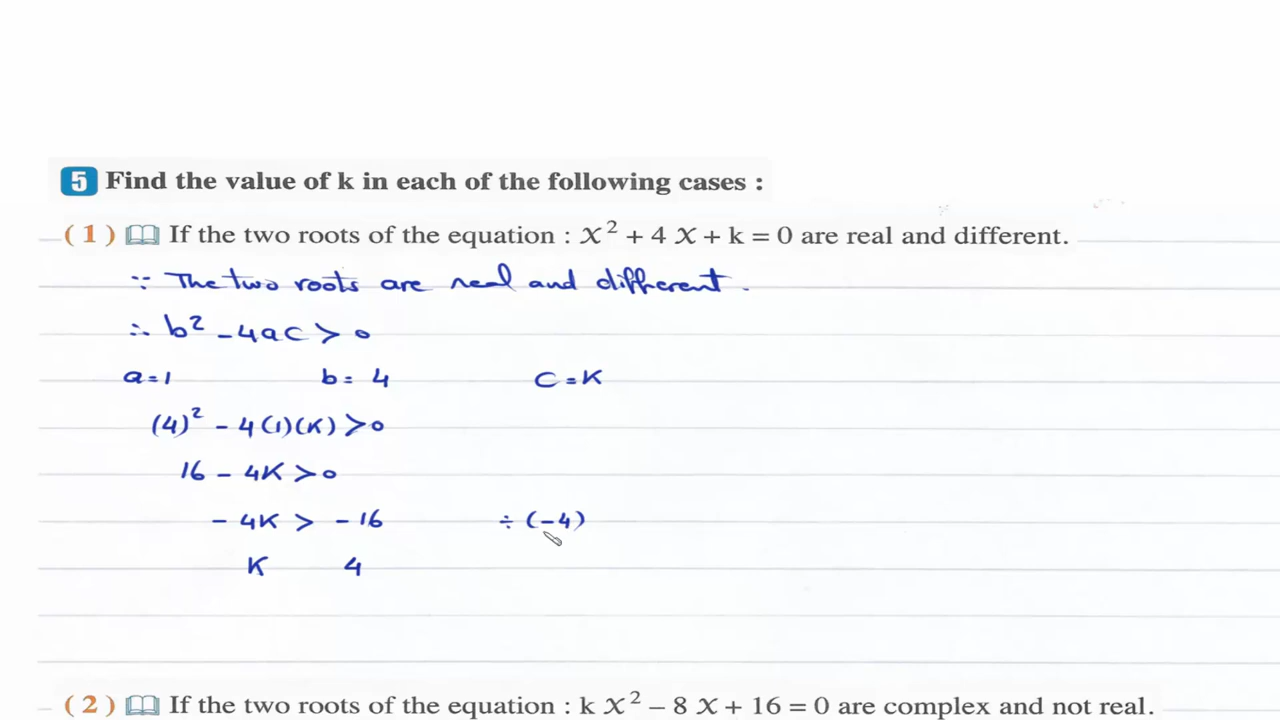 5 Find the value of k in each of the following cases :
( 1 ) If the two roots of the equation : x² + 4 x + k = 0 are real and different.
∵ The two roots are real and different.
∴ b² - 4ac > 0
a = 1 b = 4 C = K
(4)² - 4(1)(K) > 0
16 - 4K > 0
- 4K > - 16 ÷ (-4)
K 4
( 2 ) If the two roots of the equation : k x² – 8 x + 16 = 0 are complex and not real.